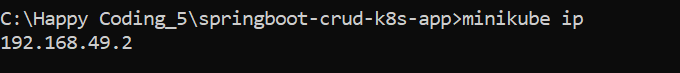 C:\Happy Coding_5\springboot-crud-k8s-app>minikube ip
192.168.49.2